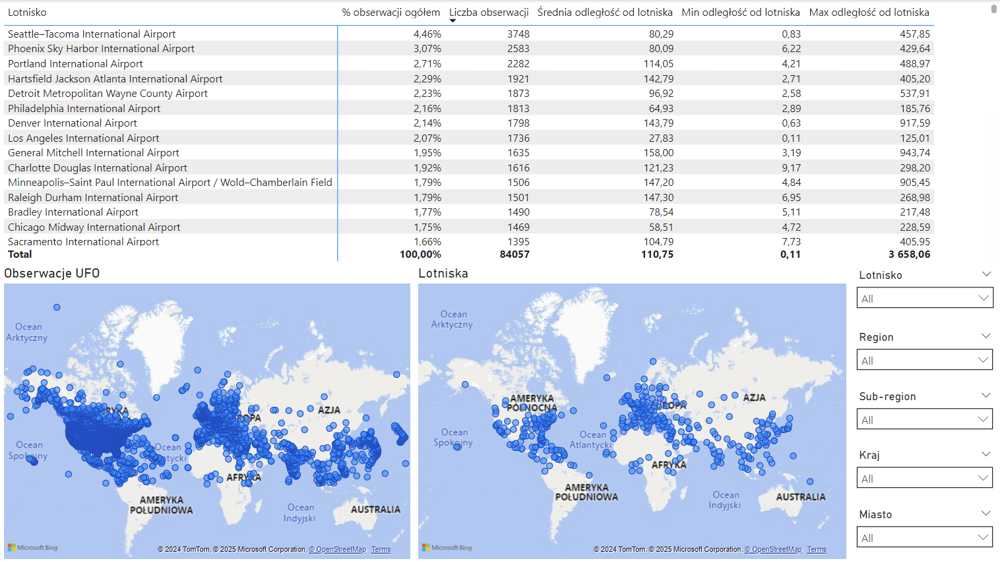 Lotnisko % obserwacji ogółem Liczba obserwacji Średnia odległość od lotniska Min odległość od lotniska Max odległość od lotniska
Seattle–Tacoma International Airport 4,46% 3748 80,29 0,83 457,85
Phoenix Sky Harbor International Airport 3,07% 2583 80,09 6,22 429,64
Portland International Airport 2,71% 2282 114,05 4,21 488,97
Hartsfield Jackson Atlanta International Airport 2,29% 1921 142,79 2,71 405,20
Detroit Metropolitan Wayne County Airport 2,23% 1873 96,92 2,58 537,91
Philadelphia International Airport 2,16% 1813 64,93 2,89 185,76
Denver International Airport 2,14% 1798 143,79 0,63 917,59
Los Angeles International Airport 2,07% 1736 27,83 0,11 125,01
General Mitchell International Airport 1,95% 1635 158,00 3,19 943,74
Charlotte Douglas International Airport 1,92% 1616 121,23 9,17 298,20
Minneapolis–Saint Paul International Airport / Wold–Chamberlain Field 1,79% 1506 147,20 4,84 905,45
Raleigh Durham International Airport 1,79% 1501 147,30 6,95 268,98
Bradley International Airport 1,77% 1490 78,54 5,11 217,48
Chicago Midway International Airport 1,75% 1469 58,51 4,72 228,59
Sacramento International Airport 1,66% 1395 104,79 7,73 405,95
Total 100,00% 84057 110,75 0,11 3 658,06
Obserwacje UFO
Ocean
Arktyczny
AZJA
Ocean
Spokojny
Ocean
AFRYKA
AMERYKA
POŁUDNIOWA
Ocean
Indyjski
AUSTRALIA
Microsoft Bing
© 2024 TomTom, © 2025 Microsoft Corporation, © OpenStreetMap Terms
Lotniska
Ocean
Arktyczny
AMERYKA
PÓŁNOCNA
EUROPA
AZJA
Ocean
Spokojny
Ocean
Atlantycki
AFRYKA
AMERYKA
POŁUDNIOWA
Ocean
Indyjski
AUSTRALIA
Microsoft Bing
© 2024 TomTom, © 2025 Microsoft Corporation, © OpenStreetMap Terms
Lotnisko
All
Region
All
Sub-region
All
Kraj
All
Miasto
All